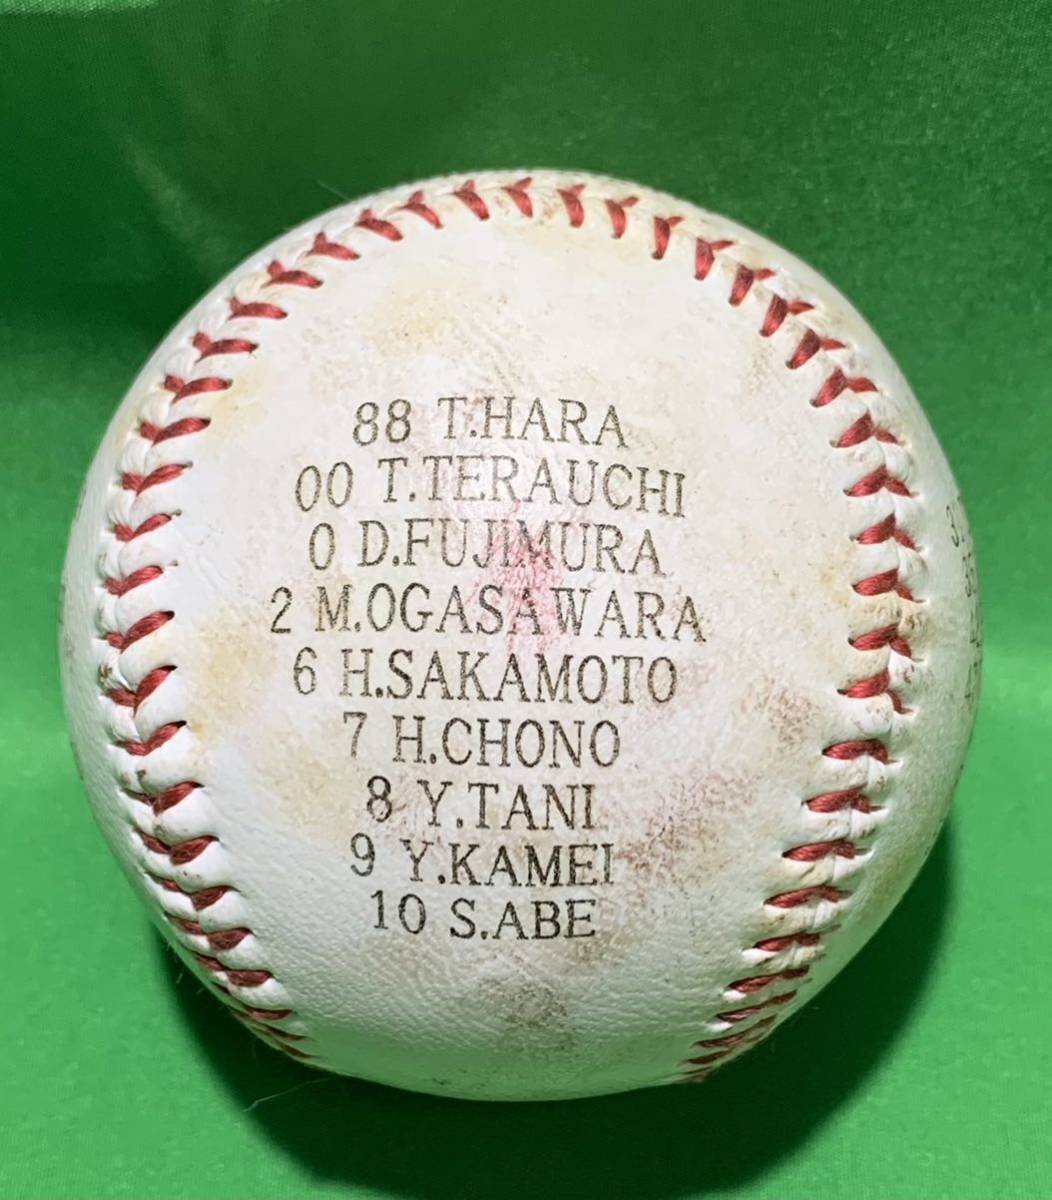 88 T.HARA
00 T.TERAUCHI
0 D.FUJIMURA
2 M.OGASAWARA
6 H.SAKAMOTO
7 H.CHONO
8 Y.TANI
9 Y.KAMEI
10 S.ABE